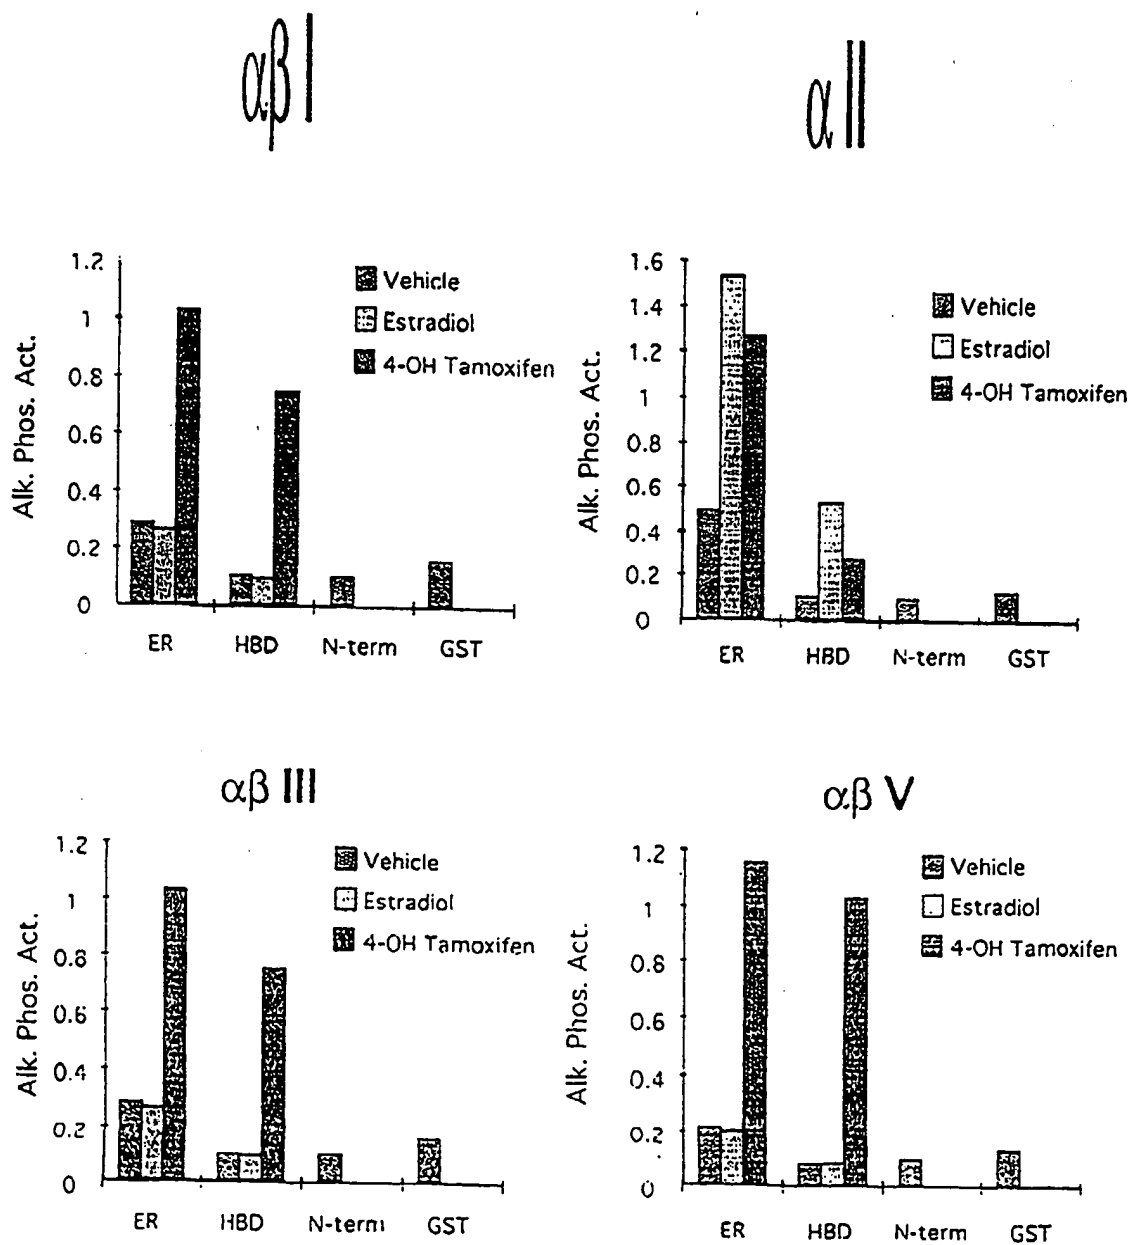 αβ I
1.2
1
0.8
0.6
0.4
0.2
0
Alk. Phos. Act.
Vehicle
Estradiol
4-OH Tamoxifen
ER HBD N-term GST
α II
1.6
1.4
1.2
1
0.8
0.6
0.4
0.2
0
Alk. Phos. Act.
Vehicle
Estradiol
4-OH Tamoxifen
ER HBD N-term GST
αβ III
1.2
1
0.8
0.6
0.4
0.2
0
Alk. Phos. Act.
Vehicle
Estradiol
4-OH Tamoxifen
ER HBD N-term GST
αβ V
1.2
1
0.8
0.6
0.4
0.2
0
Alk. Phos. Act.
Vehicle
Estradiol
4-OH Tamoxifen
ER HBD N-term GST